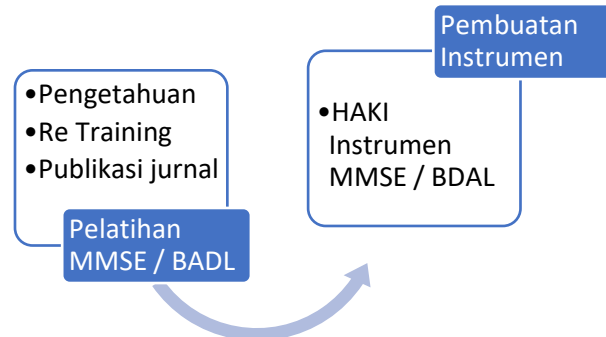 •Pengetahuan
•Re Training
•Publikasi jurnal
Pelatihan
MMSE / BADL
Pembuatan
Instrumen
•HAKI
Instrumen
MMSE / BDAL